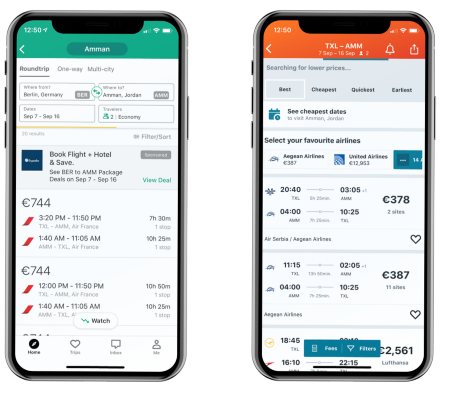 12:50
Amman
Roundtrip One-way Multi-city
Where from? Where to?
Berlin, Germany BER Amman, Jordan AMM
Dates Travelers
Sep 7 - Sep 16 2 : Economy
20 results Filter/Sort
Book Flight + Hotel & Save. Sponsored
See BER to AMM Package
Deals on Sep 7 - Sep 16 View Deal
€744
3:20 PM - 11:50 PM 7h 30m
TXL - AMM, Air France 1 stop
1:40 AM - 11:05 AM 10h 25m
AMM - TXL, Air France 1 stop
€744
12:00 PM - 11:50 PM 10h 50m
TXL - AMM, Air France 1 stop
1:40 AM - 11:05 AM 10h 25m
AMM - TXL, 1 stop
Watch
Home Trips Inbox Me
12:50
TXL – AMM
7 Sep – 16 Sep 2
Searching for lower prices...
Best Cheapest Quickest Earliest
See cheapest dates
to visit Amman, Jordan
Select your favourite airlines
Aegean Airlines United Airlines 14
€387 €12,953
20:40 03:05 +1 €378
TXL 5h 25min. AMM 2 sites
04:00 10:25
AMM 7h 25min. TXL
Air Serbia / Aegean Airlines
11:15 02:05 +1 €387
TXL 13h 50min. AMM 11 sites
04:00 10:25
AMM 7h 25min. TXL
Aegean Airlines
18:45 €2,561
TXL Lufthansa
Fees Filters
16:10 22:15